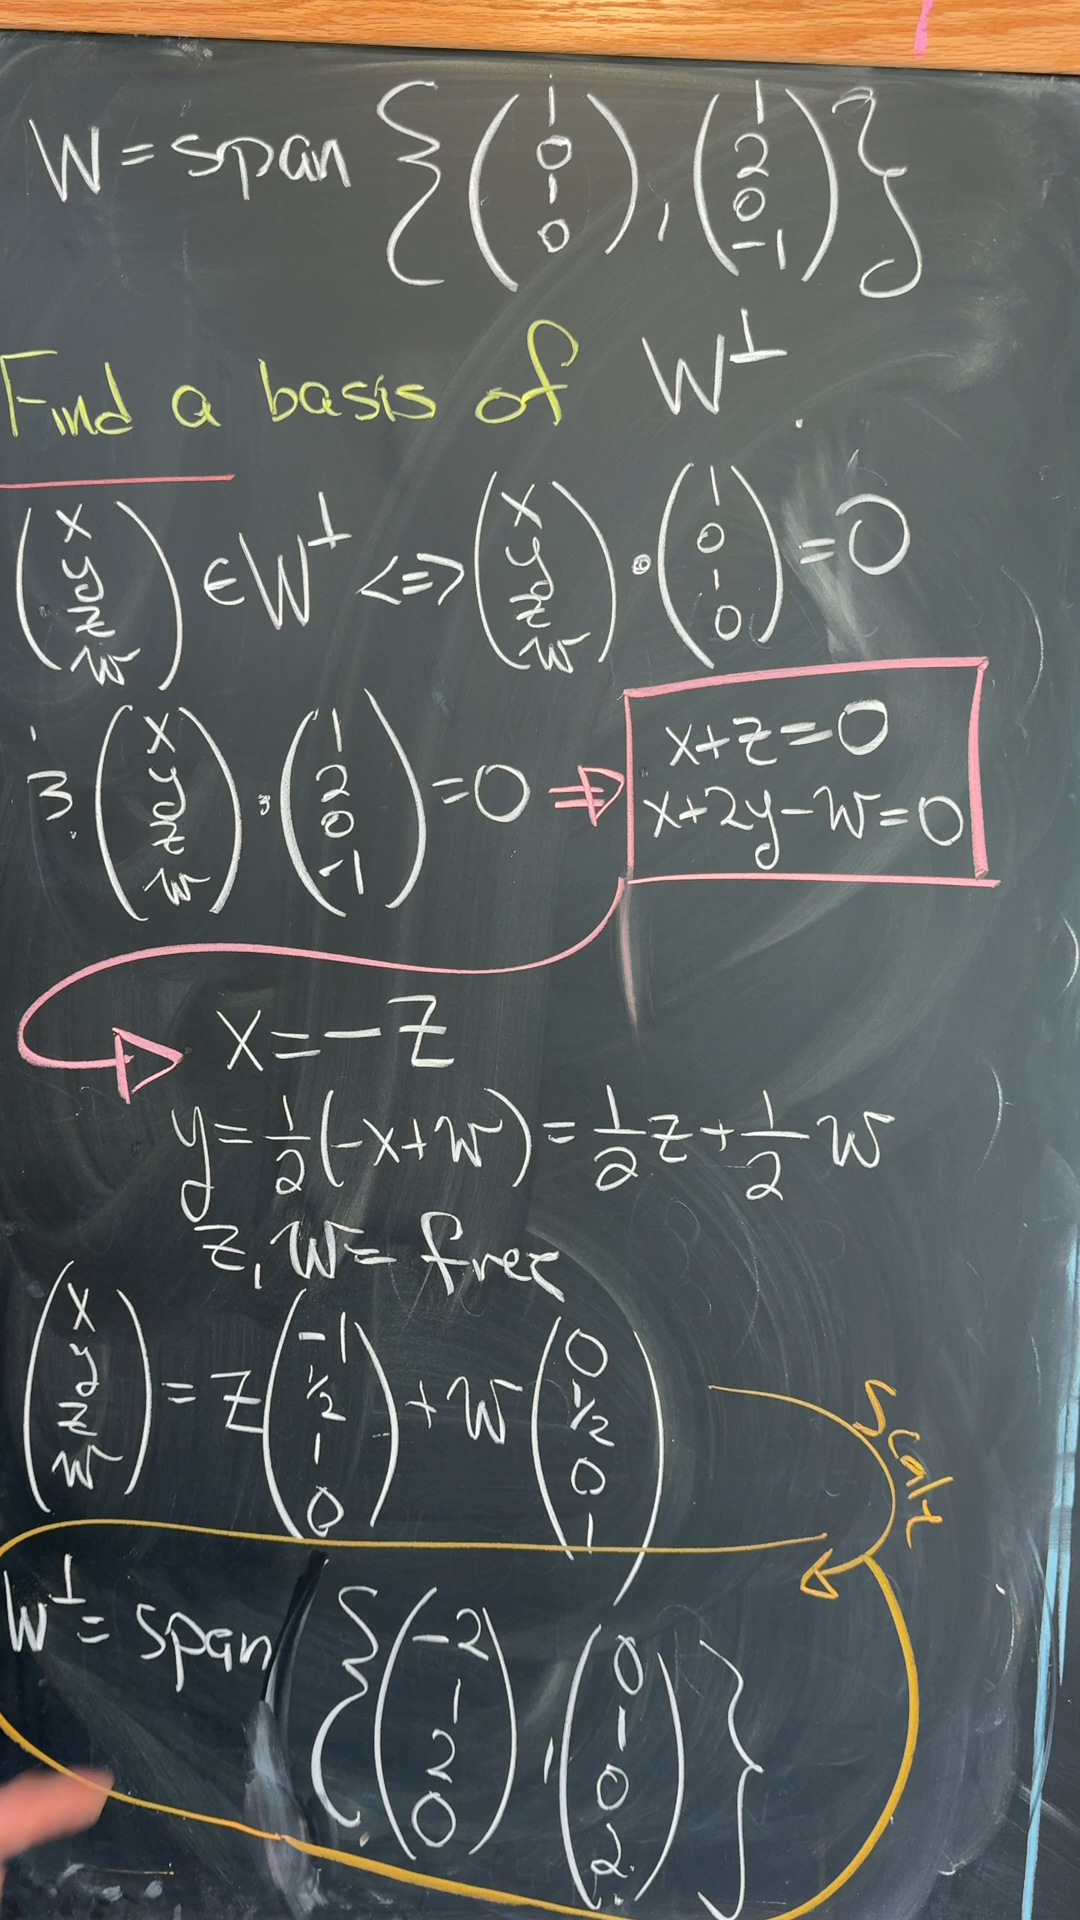 W = span { (1 0 1 0), (1 2 0 -1) }
Find a basis of W⊥.
(x y z w) ∈ W⊥ <=> (x y z w) • (1 0 1 0) = 0
(x y z w) • (1 2 0 -1) = 0 ⇒
x+z=0
x+2y-w=0
x=-z
y=1/2(-x+w)=1/2 z+1/2 w
z, w= free
(x y z w) = z (-1 1/2 1 0) + w (0 1/2 0 1)
Scale
W⊥ = span { (-2 1 2 0), (0 1 0 2) }